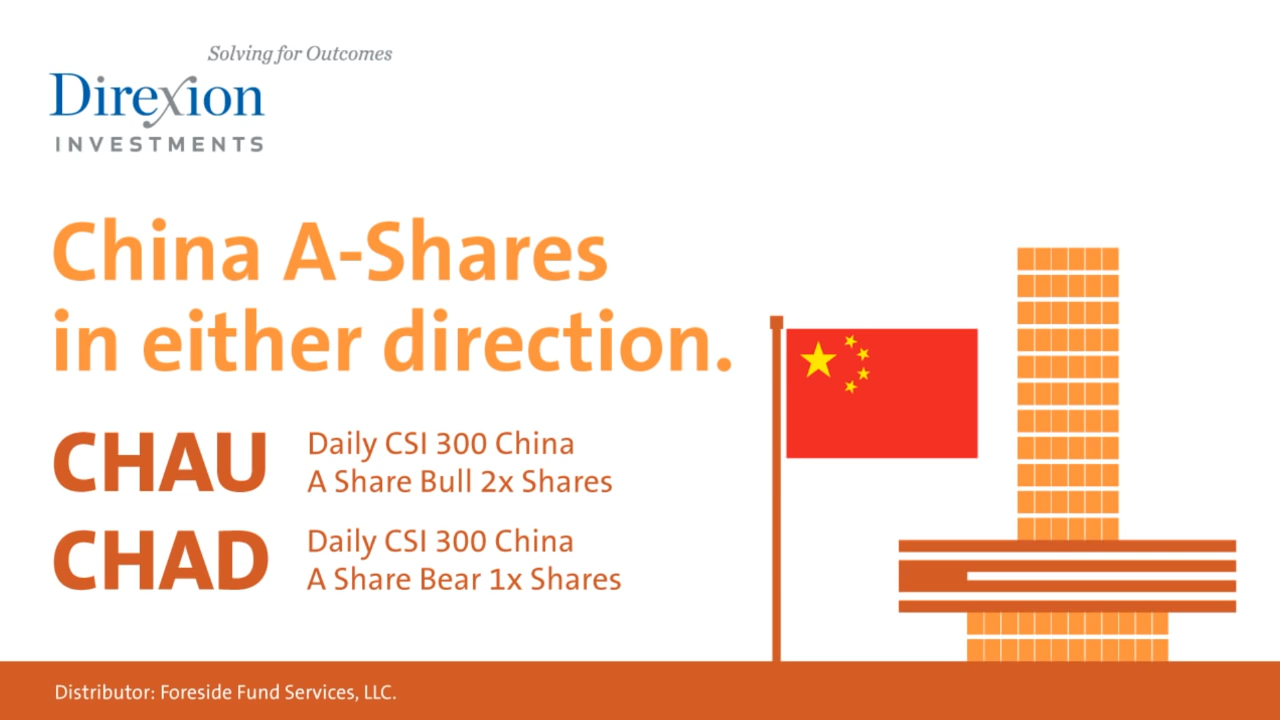 Solving for Outcomes
Direxion
INVESTMENTS
China A-Shares
in either direction.
CHAU
Daily CSI 300 China
A Share Bull 2x Shares
CHAD
Daily CSI 300 China
A Share Bear 1x Shares
Distributor: Foreside Fund Services, LLC.